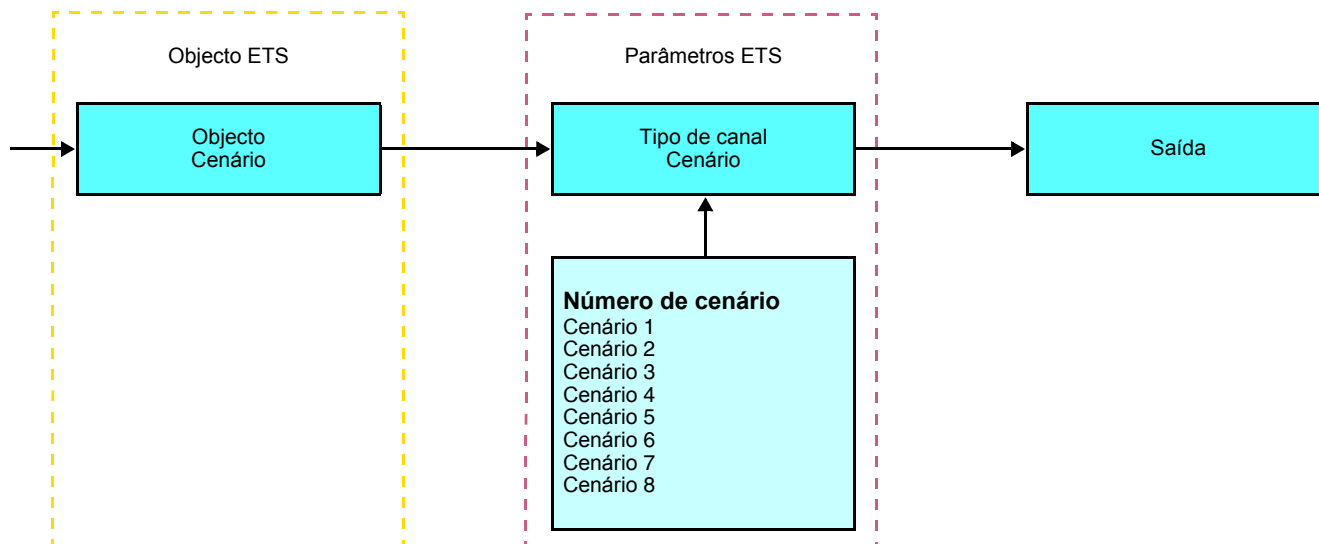 Objecto ETS
Parâmetros ETS
Objecto
Cenário
Tipo de canal
Cenário
Saída
Número de cenário
Cenário 1
Cenário 2
Cenário 3
Cenário 4
Cenário 5
Cenário 6
Cenário 7
Cenário 8